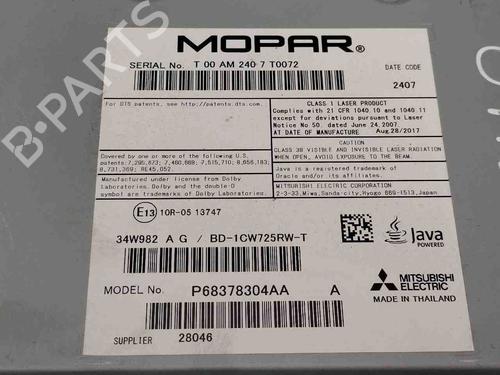 MOPAR®
SERIAL No. T 00 AM 240 7 T0072
DATE CODE
2407
For DTS patents, see http://patents.dts.com.
CLASS 1 LASER PRODUCT
Complies with 21 CFR 1040.10 and 1040.11
except for deviations pursuant to Laser
Notice No. 50, dated June 24, 2007.
AT DATE OF MANUFACTURE Aug.28/2017
CLASS 3B VISIBLE AND INVISIBLE LASER RADIATION
WHEN OPEN, AVOID EXPOSURE TO THE BEAM.
Covered by one or more of the following U.S.
patents: 7,295,673; 7,460,668; 7,515,710; 8,656,183;
8,731,369; RE45,052.
Java is a registered trademark of
Oracle and/or its affiliates.
Manufactured under license from Dolby
Laboratories. Dolby and the double-D
symbol are trademarks of Dolby Laboratories.
MITSUBISHI ELECTRIC CORPORATION
2-3-33, Miwa, Sanda-city, Hyogo 669-1513, Japan
E13 10R-05 13747
34W982 A G / BD-1CW725RW-T
Java
POWERED
MODEL No. P68378304AA A
MITSUBISHI
ELECTRIC
MADE IN THAILAND
SUPPLIER 28046
B-PARTS